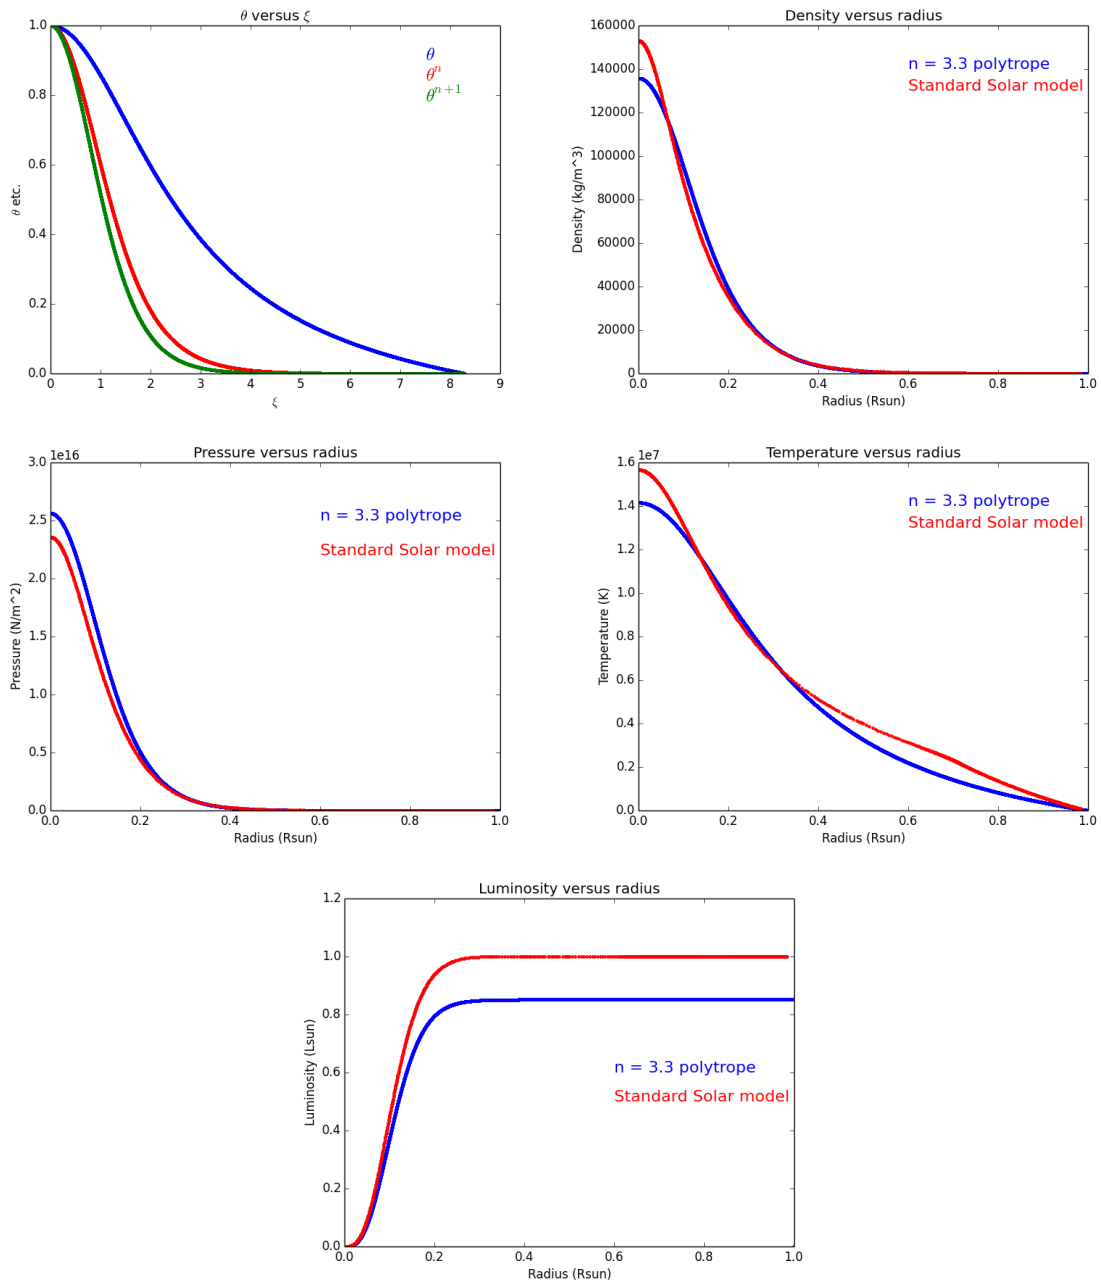 θ versus ξ
1.0
0.8
0.6
0.4
0.2
0.0
θ etc.
θ
θ^n
θ^{n+1}
0 1 2 3 4 5 6 7 8 9
ξ
Density versus radius
160000
140000
120000
100000
80000
60000
40000
20000
0
Density (kg/m^3)
n = 3.3 polytrope
Standard Solar model
0.0 0.2 0.4 0.6 0.8 1.0
Radius (Rsun)
Pressure versus radius
1e16
3.0
2.5
2.0
1.5
1.0
0.5
0.0
Pressure (N/m^2)
n = 3.3 polytrope
Standard Solar model
0.0 0.2 0.4 0.6 0.8 1.0
Radius (Rsun)
Temperature versus radius
1e7
1.6
1.4
1.2
1.0
0.8
0.6
0.4
0.2
0.0
Temperature (K)
n = 3.3 polytrope
Standard Solar model
0.0 0.2 0.4 0.6 0.8 1.0
Radius (Rsun)
Luminosity versus radius
1.2
1.0
0.8
0.6
0.4
0.2
0.0
Luminosity (Lsun)
n = 3.3 polytrope
Standard Solar model
0.0 0.2 0.4 0.6 0.8 1.0
Radius (Rsun)